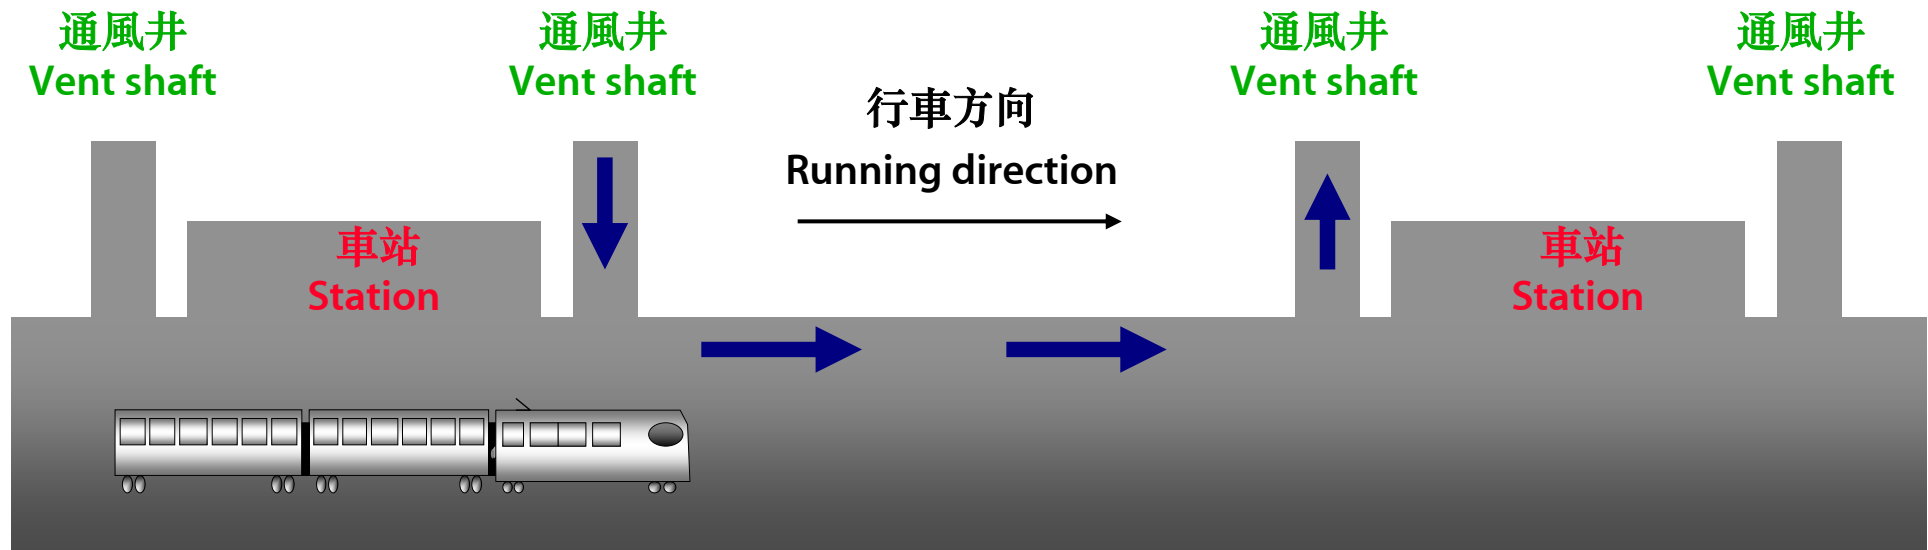 通風井
Vent shaft
通風井
Vent shaft
行車方向
Running direction
通風井
Vent shaft
通風井
Vent shaft
車站
Station
車站
Station